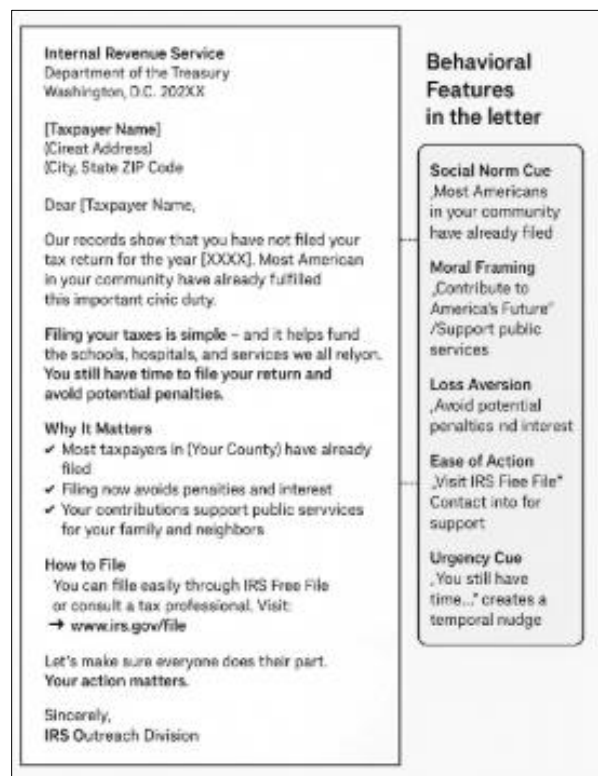 Internal Revenue Service
Department of the Treasury
Washington, D.C. 202XX
[Taxpayer Name]
(Cireat Address)
(City, State ZIP Code
Dear [Taxpayer Name,
Our records show that you have not filed your
tax return for the year [XXXX]. Most American
in your community have already fulfilled
this important civic duty.
Filing your taxes is simple – and it helps fund
the schools, hospitals, and services we all relyon.
You still have time to file your return and
avold potential penalties.
Why It Matters
✔ Most taxpayers in (Your County) have already
filed
✔ Filing now avoids penasities and interest
✔ Your contributions support public servvices
for your family and neighbors
How to File
You can fille easily through IRS Free File
or consult a tax professional. Visit:
➔ www.irs.gov/file
Let's make sure everyone does their part.
Your action matters.
Sincerely,
IRS Outreach Division
Behavioral
Features
in the letter
Social Norm Cue
„Most Americans
in your community
have already filed
Moral Framing
„Contribute to
America's Future"
/Support public
services
Loss Aversion
„Avoid potential
penalties nd interest
Ease of Action
„Visit IRS Fiee File"
Contact into for
support
Urgency Cue
„You still have
time..." creates a
temporal nudge